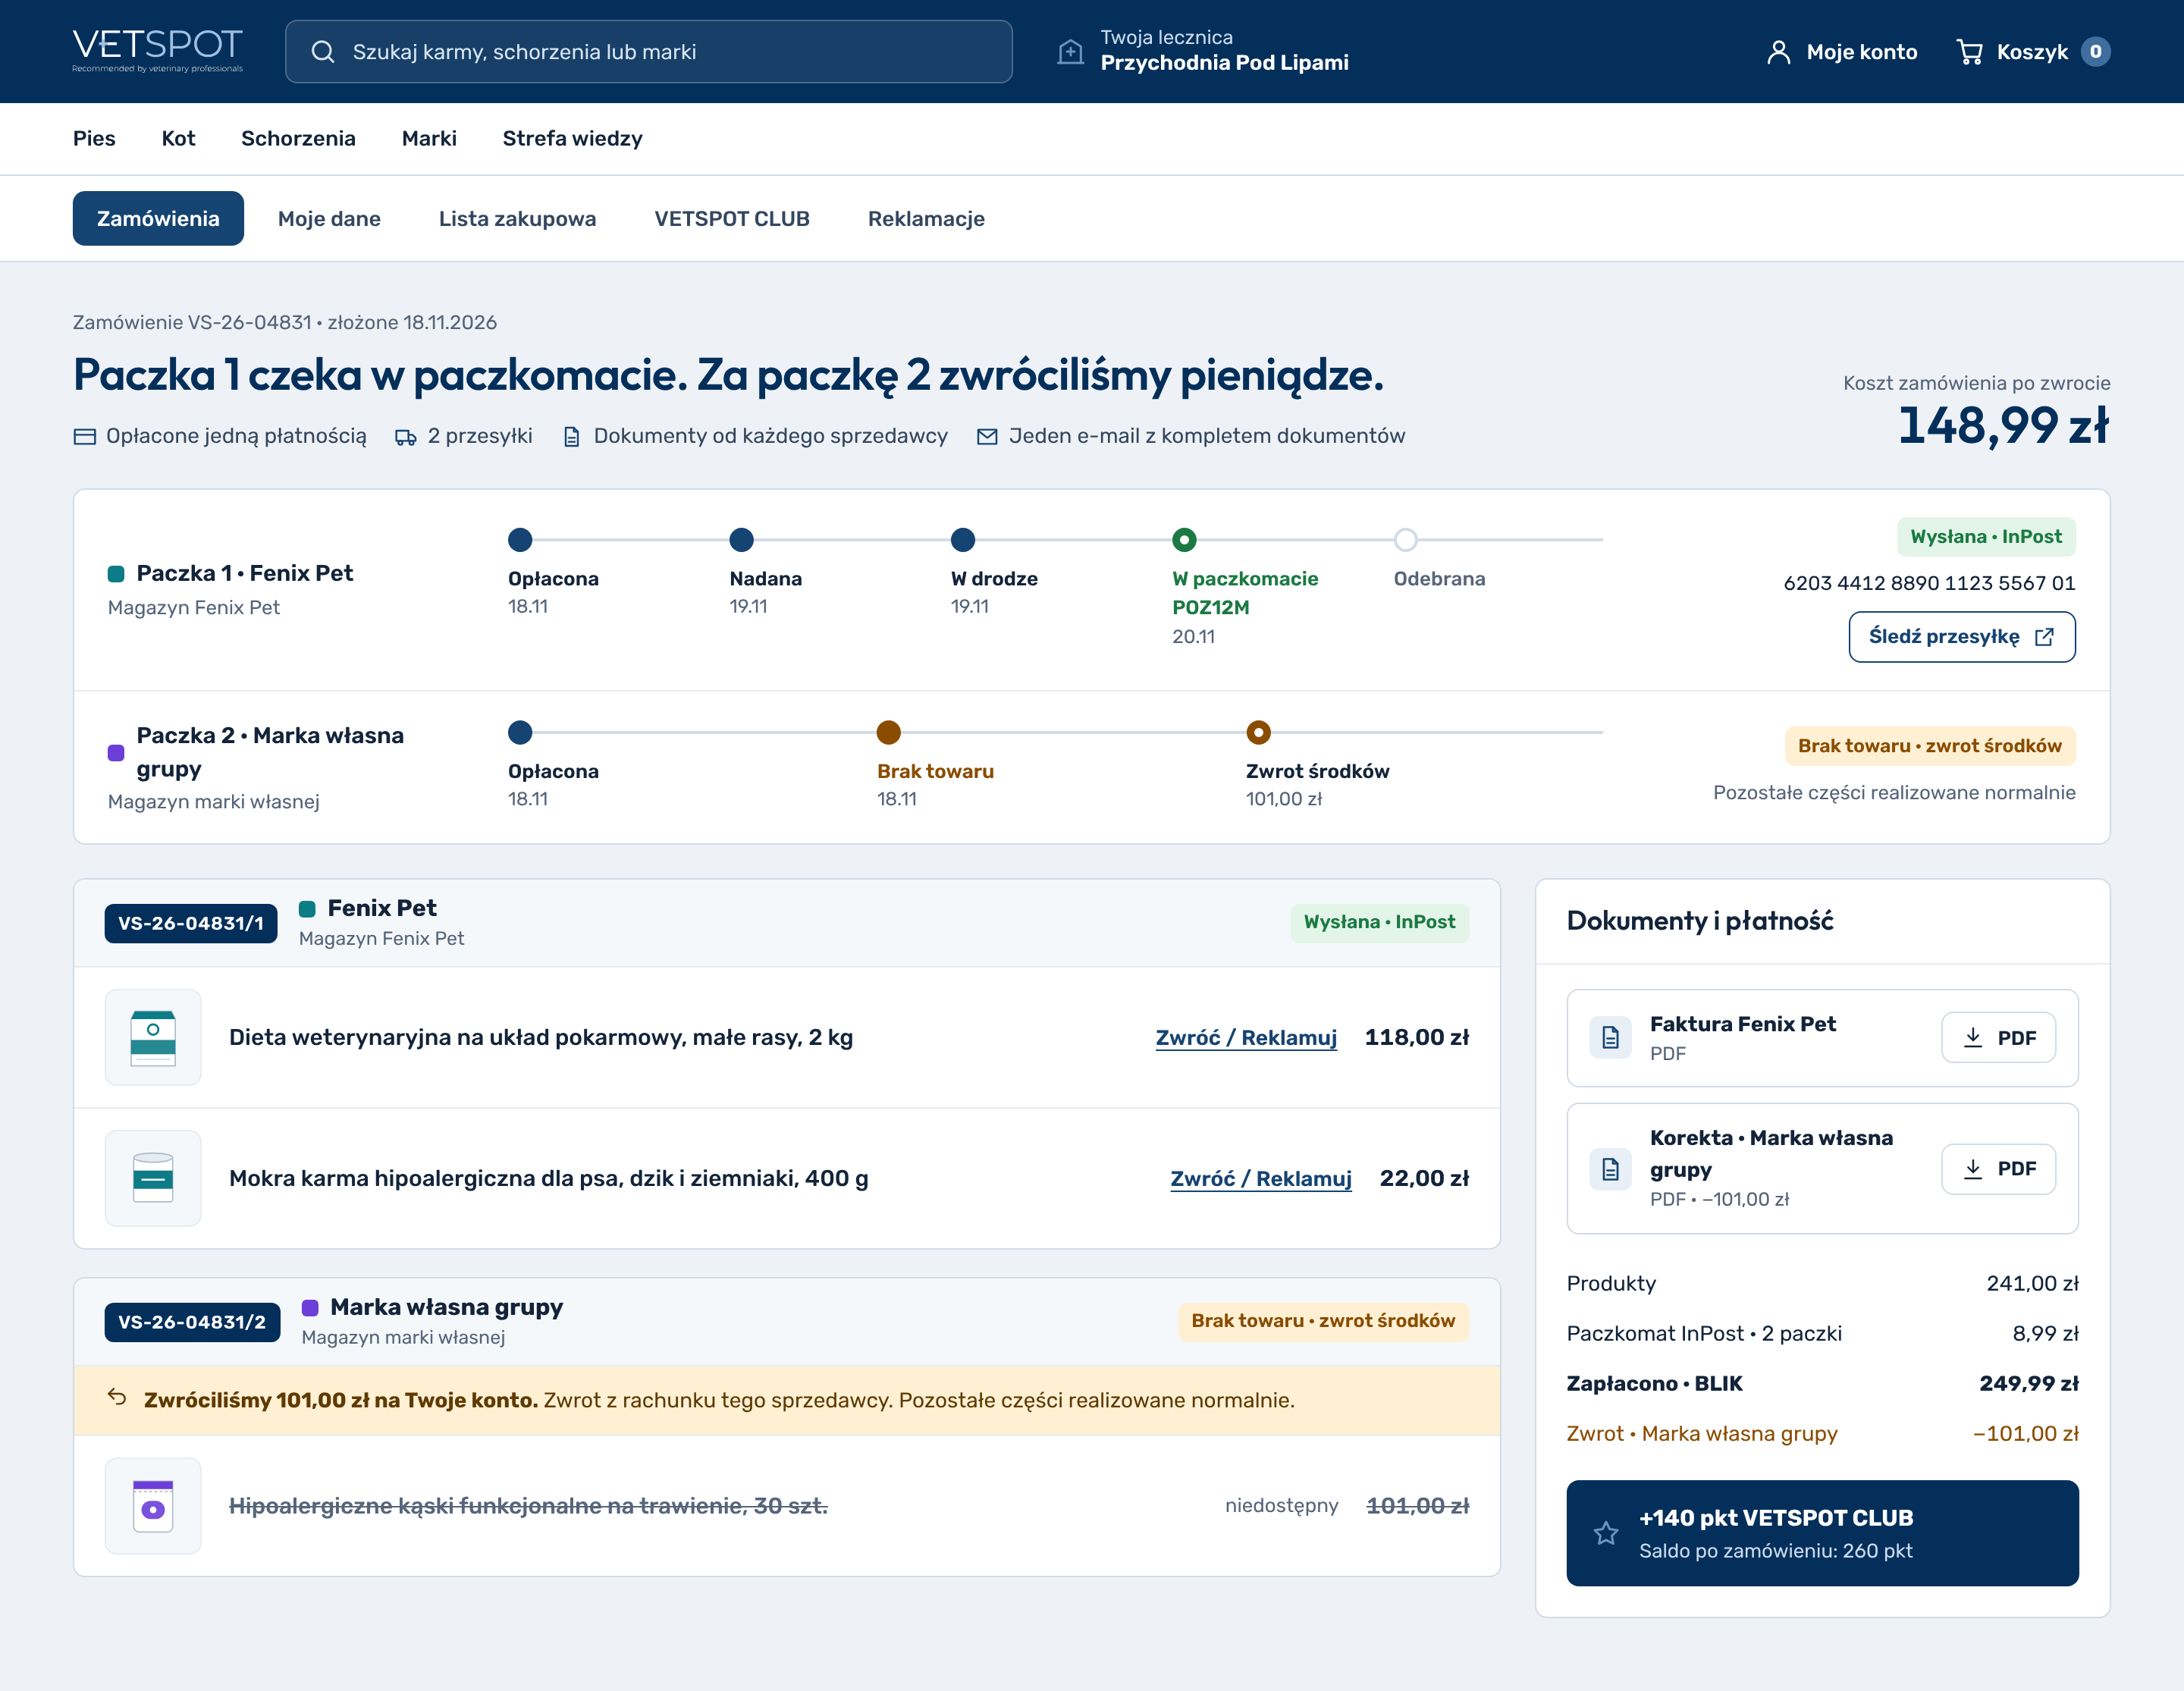 VETSPOT
Recommended by veterinary professionals
Szukaj karmy, schorzenia lub marki
Twoja lecznica
Przychodnia Pod Lipami
Moje konto
Koszyk 0
Pies Kot Schorzenia Marki Strefa wiedzy
Zamówienia Moje dane Lista zakupowa VETSPOT CLUB Reklamacje
Zamówienie VS-26-04831 • złożone 18.11.2026
Paczka 1 czeka w paczkomacie. Za paczkę 2 zwróciliśmy pieniądze.
Opłacone jedną płatnością 2 przesyłki Dokumenty od każdego sprzedawcy Jeden e-mail z kompletem dokumentów
Koszt zamówienia po zwrocie
148,99 zł
Paczka 1 • Fenix Pet
Magazyn Fenix Pet
Opłacona
18.11
Nadana
19.11
W drodze
19.11
W paczkomacie
POZ12M
20.11
Odebrana
Wysłana • InPost
6203 4412 8890 1123 5567 01
Śledź przesyłkę
Paczka 2 • Marka własna
grupy
Magazyn marki własnej
Opłacona
18.11
Brak towaru
18.11
Zwrot środków
101,00 zł
Brak towaru • zwrot środków
Pozostałe części realizowane normalnie
VS-26-04831/1
Fenix Pet
Magazyn Fenix Pet
Wysłana • InPost
Dieta weterynaryjna na układ pokarmowy, małe rasy, 2 kg Zwróć / Reklamuj 118,00 zł
Mokra karma hipoalergiczna dla psa, dzik i ziemniaki, 400 g Zwróć / Reklamuj 22,00 zł
VS-26-04831/2
Marka własna grupy
Magazyn marki własnej
Brak towaru • zwrot środków
Zwróciliśmy 101,00 zł na Twoje konto. Zwrot z rachunku tego sprzedawcy. Pozostałe części realizowane normalnie.
Hipoalergiczne kąski funkcjonalne na trawienie, 30 szt. niedostępny 101,00 zł
Dokumenty i płatność
Faktura Fenix Pet
PDF
PDF
Korekta • Marka własna
grupy
PDF • −101,00 zł
PDF
Produkty 241,00 zł
Paczkomat InPost • 2 paczki 8,99 zł
Zapłacono • BLIK 249,99 zł
Zwrot • Marka własna grupy −101,00 zł
+140 pkt VETSPOT CLUB
Saldo po zamówieniu: 260 pkt